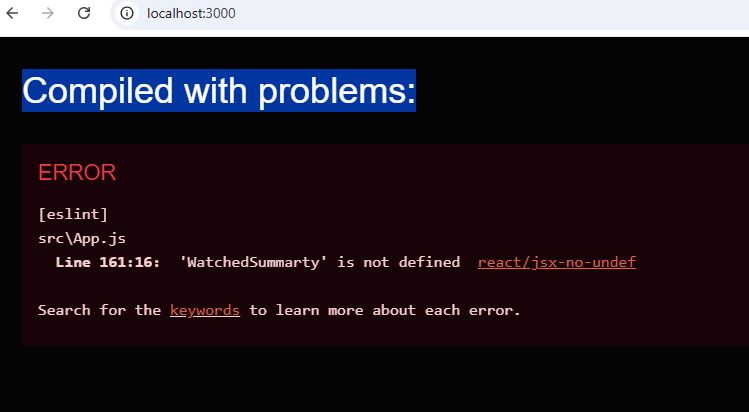 localhost:3000
Compiled with problems:
ERROR
[eslint]
src\App.js
Line 161:16: 'WatchedSummarty' is not defined react/jsx-no-undef
Search for the keywords to learn more about each error.